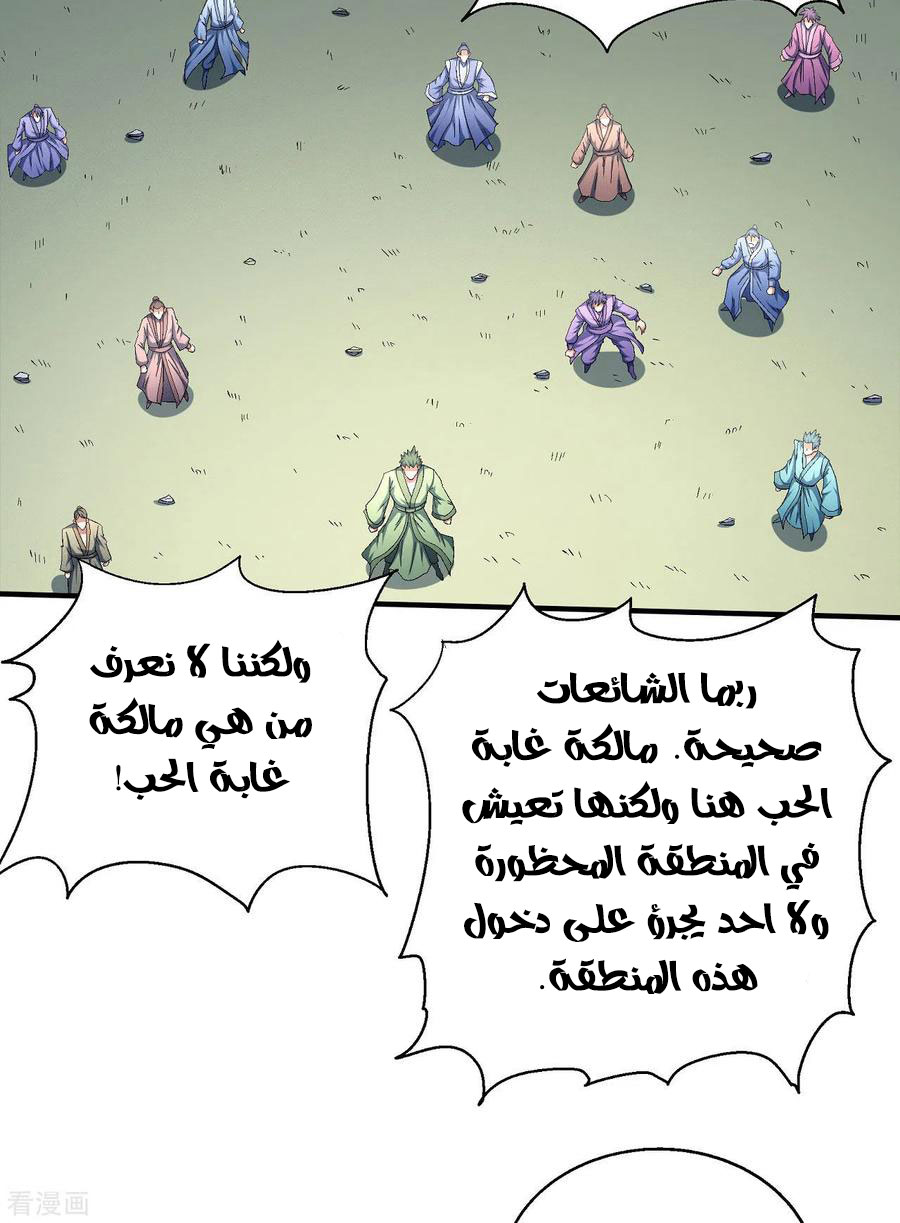 ربما الشائعات
صحيحة. مالكة غابة
الحب هنا ولكنها تعيش
في المنطقة المحظورة
ولا احد يجرؤ على دخول
هذه المنطقة.
ولكننا لا نعرف
من هي مالكة
غابة الحب!
看漫画